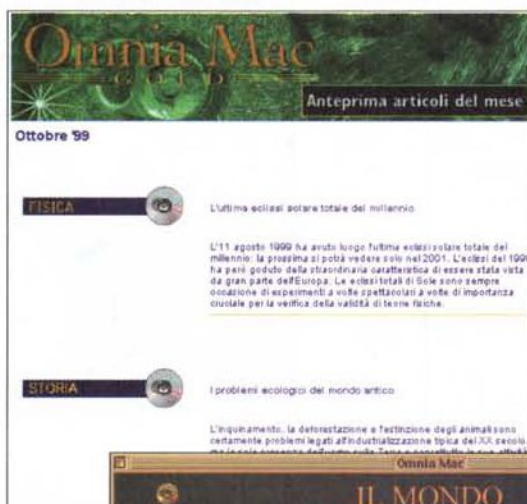 Omnia Mac
GOLD
Anteprima articoli del mese
Ottobre '99
FISICA
L'ultima eclissi solare totale del millennio
L'11 agosto 1999 ha avuto luogo l'ultima eclissi solare totale del
millennio: la prossima si potrà vedere solo nel 2001. L'eclissi del 1999
ha però goduto della straordinaria caratteristica di essere stata vista
da gran parte dell'Europa. Le eclissi totali di Sole sono sempre
occasione di esperimenti a volte spettacolari a volte di importanza
cruciale per la verifica della validità di teorie fisiche.
STORIA
I problemi ecologici del mondo antico
L'inquinamento, la deforestazione e l'estinzione degli animali sono
certamente problemi legati all'industrializzazione tipica del XX secolo,
Omnia Mac
IL MONDO